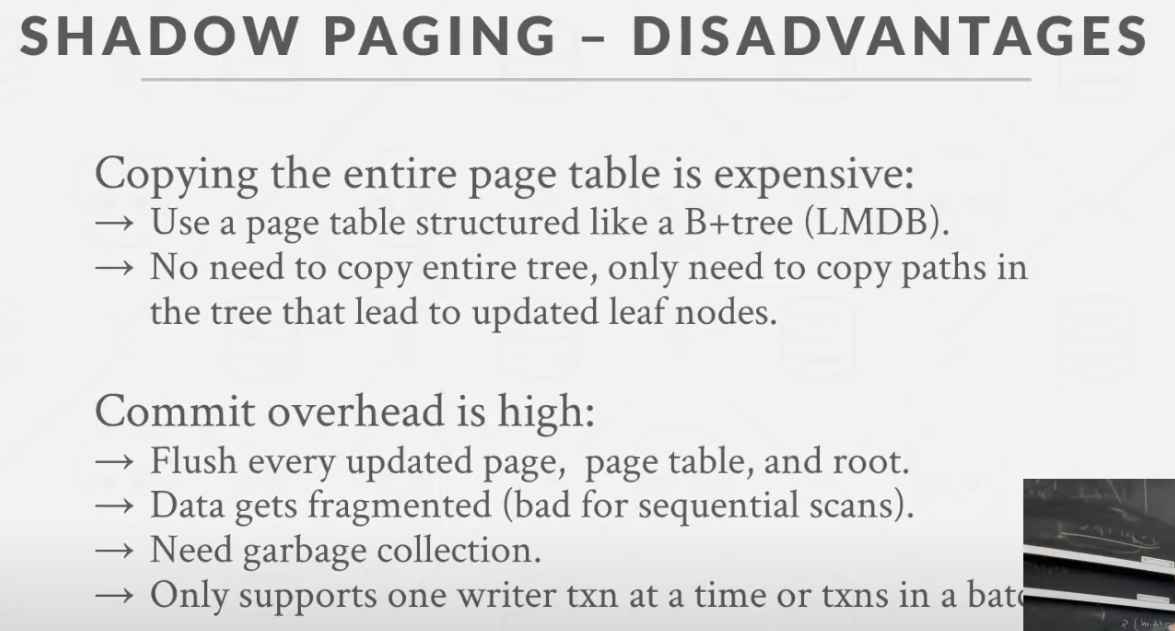 SHADOW PAGING – DISADVANTAGES
Copying the entire page table is expensive:
→ Use a page table structured like a B+tree (LMDB).
→ No need to copy entire tree, only need to copy paths in
the tree that lead to updated leaf nodes.
Commit overhead is high:
→ Flush every updated page, page table, and root.
→ Data gets fragmented (bad for sequential scans).
→ Need garbage collection.
→ Only supports one writer txn at a time or txns in a